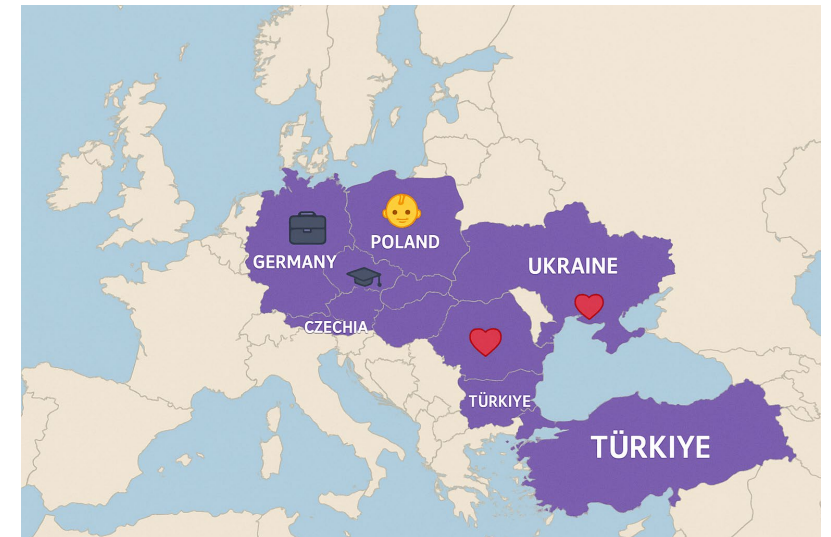 POLAND
GERMANY
UKRAINE
CZECHIA
TÜRKIYE
TÜRKIYE